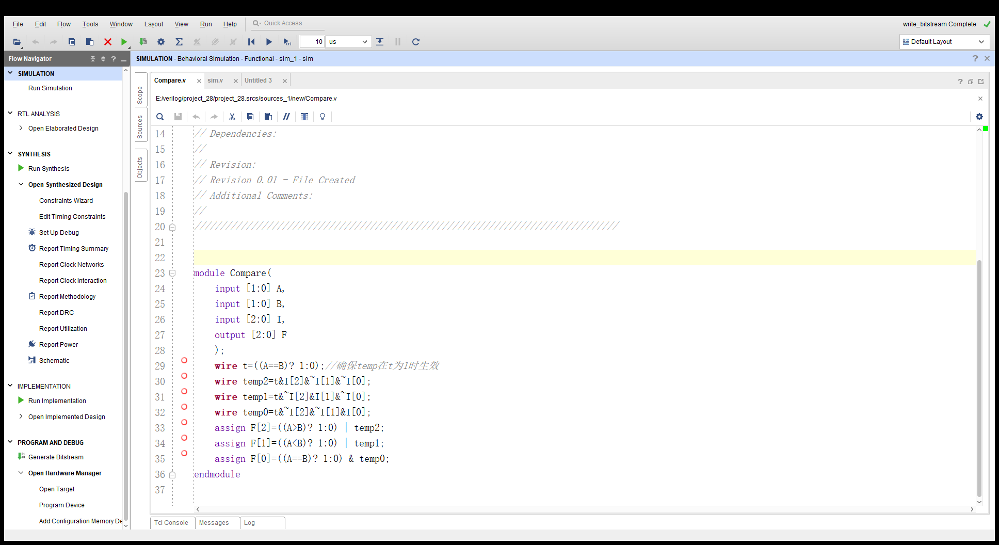 File Edit Flow Tools Window Layout View Run Help Quick Access write_bitstream Complete
10 us Default Layout
Flow Navigator
SIMULATION
Run Simulation
RTL ANALYSIS
Open Elaborated Design
SYNTHESIS
Run Synthesis
Open Synthesized Design
Constraints Wizard
Edit Timing Constraints
Set Up Debug
Report Timing Summary
Report Clock Networks
Report Clock Interaction
Report Methodology
Report DRC
Report Utilization
Report Power
Schematic
IMPLEMENTATION
Run Implementation
Open Implemented Design
PROGRAM AND DEBUG
Generate Bitstream
Open Hardware Manager
Open Target
Program Device
Add Configuration Memory De
SIMULATION - Behavioral Simulation - Functional - sim_1 - sim
Scope
Sources
Objects
Compare.v sim.v Untitled 3
E:/verilog/project_28/project_28.srcs/sources_1/new/Compare.v
14 // Dependencies:
15 //
16 // Revision:
17 // Revision 0.01 - File Created
18 // Additional Comments:
19 //
20 //////////////////////////////////////////////////////////////////////////////////
21
22
23 module Compare(
24 input [1:0] A,
25 input [1:0] B,
26 input [2:0] I,
27 output [2:0] F
28 );
29 wire t=((A==B)? 1:0);//确保temp在t为1时生效
30 wire temp2=t&I[2]&~I[1]&~I[0];
31 wire temp1=t&~I[2]&I[1]&~I[0];
32 wire temp0=t&~I[2]&~I[1]&I[0];
33 assign F[2]=((A>B)? 1:0) | temp2;
34 assign F[1]=((A<B)? 1:0) | temp1;
35 assign F[0]=((A==B)? 1:0) & temp0;
36 endmodule
37
Tcl Console Messages Log